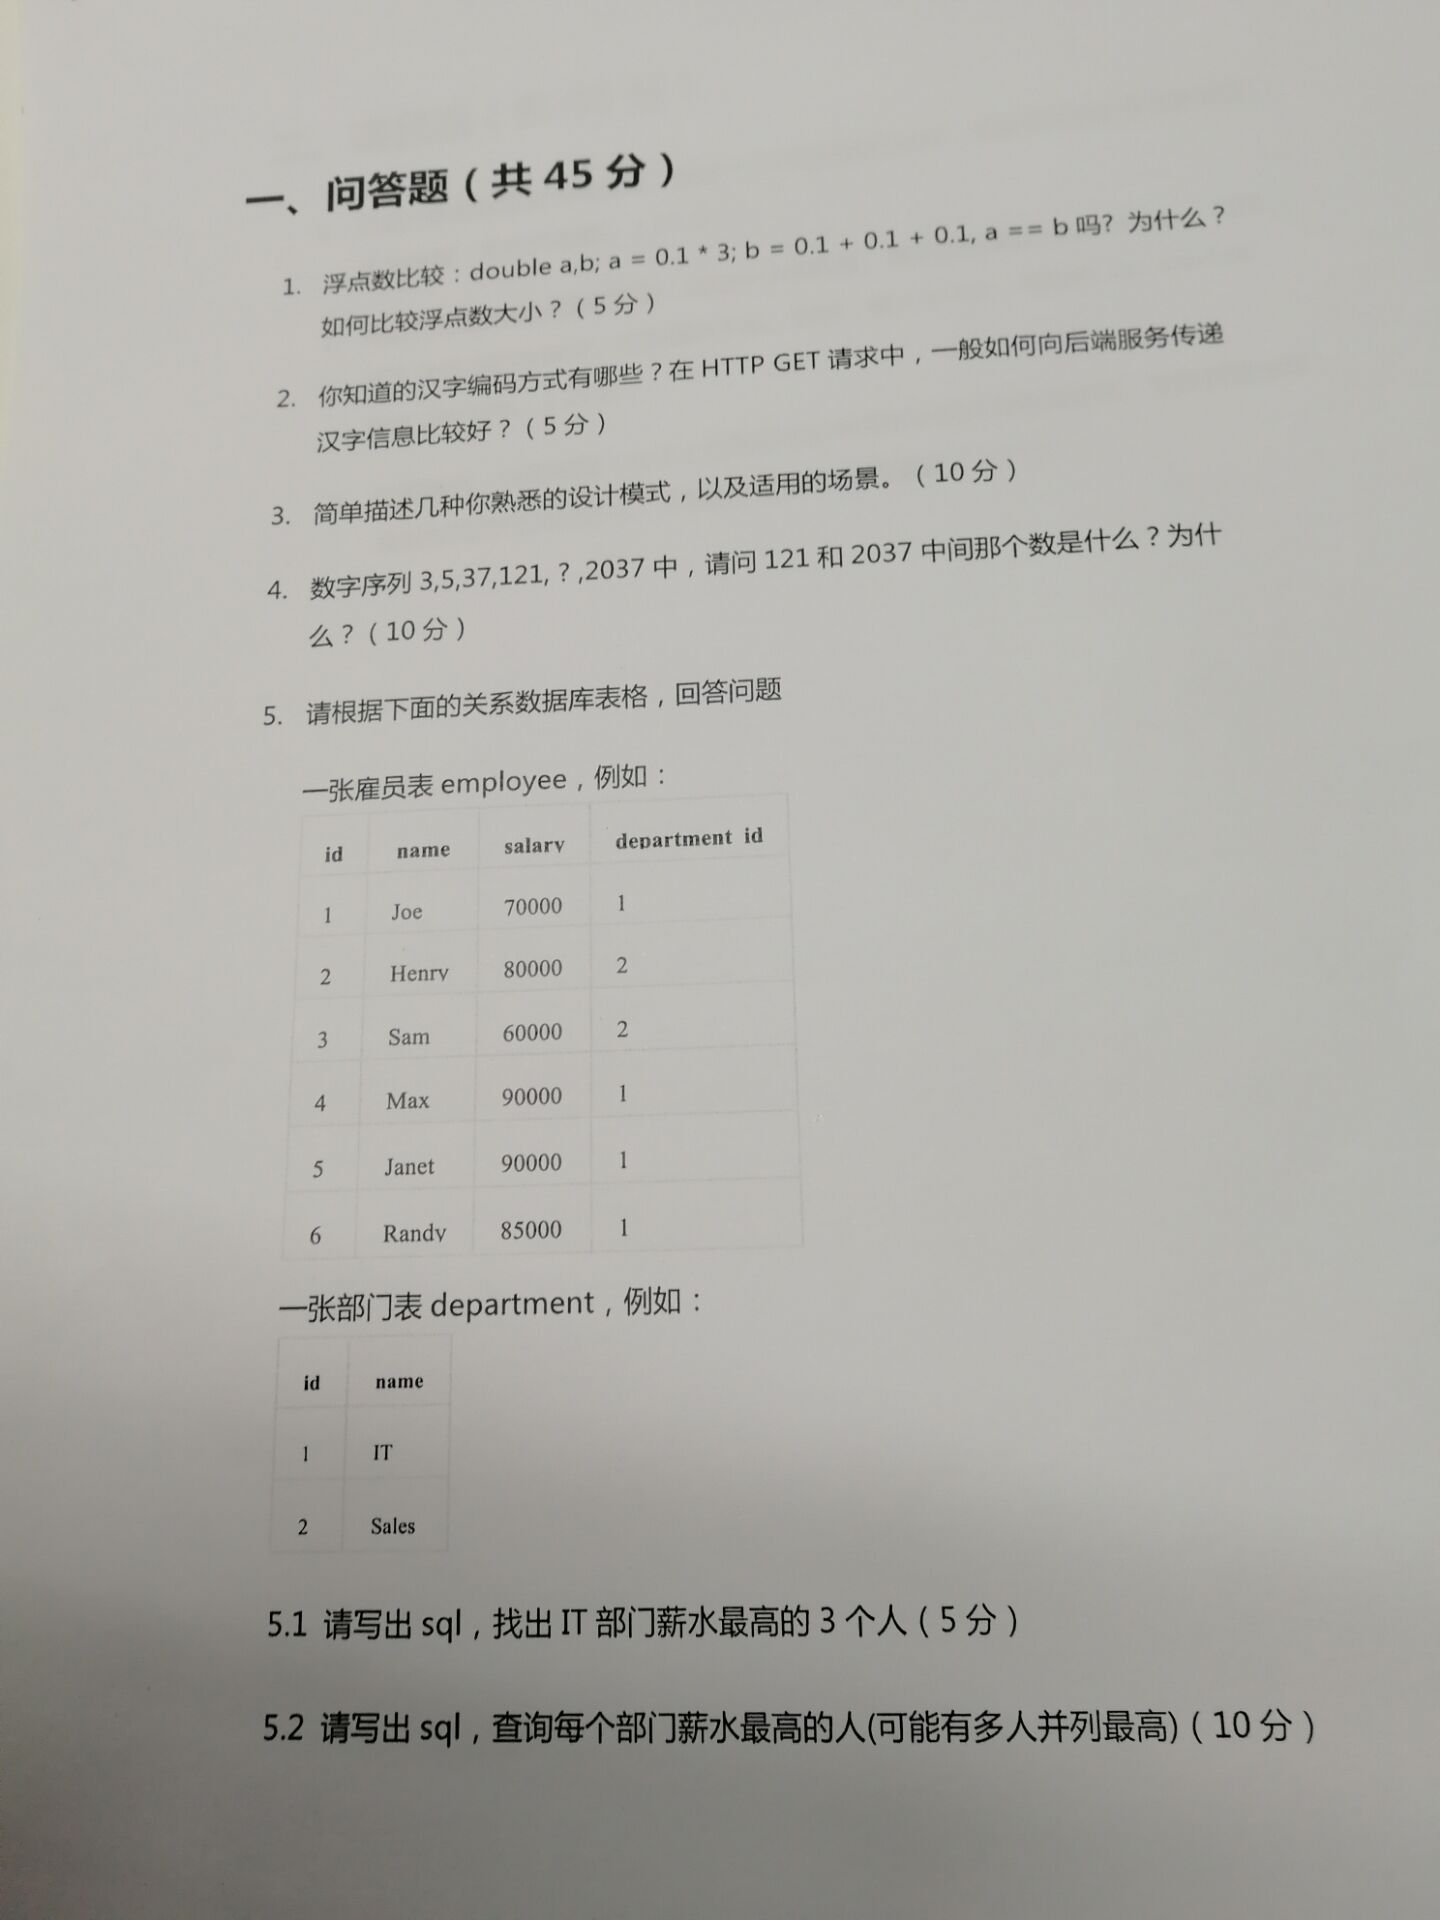 一、问答题（共 45 分）
1. 浮点数比较：double a,b; a = 0.1 * 3; b = 0.1 + 0.1 + 0.1, a == b 吗? 为什么？
如何比较浮点数大小？（5 分）
2. 你知道的汉字编码方式有哪些？在 HTTP GET 请求中，一般如何向后端服务传递
汉字信息比较好？（5 分）
3. 简单描述几种你熟悉的设计模式，以及适用的场景。（10 分）
4. 数字序列 3,5,37,121,？,2037 中，请问 121 和 2037 中间那个数是什么？为什
么？（10 分）
5. 请根据下面的关系数据库表格，回答问题
一张雇员表 employee，例如：
id name salary department_id
1 Joe 70000 1
2 Henry 80000 2
3 Sam 60000 2
4 Max 90000 1
5 Janet 90000 1
6 Randy 85000 1
一张部门表 department，例如：
id name
1 IT
2 Sales
5.1 请写出 sql，找出 IT 部门薪水最高的 3 个人（5 分）
5.2 请写出 sql，查询每个部门薪水最高的人(可能有多人并列最高)（10 分）